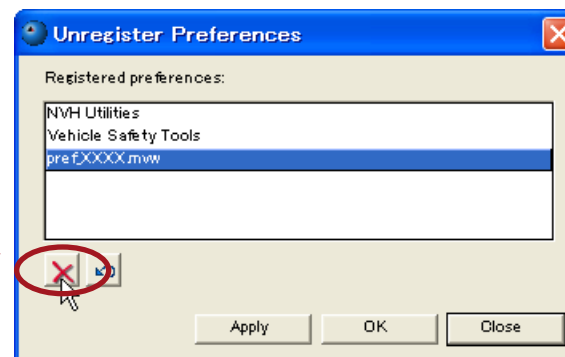 Unregister Preferences
Registered preferences:
NVH Utilities
Vehicle Safety Tools
pref_XXXX.mvw
Apply OK Close